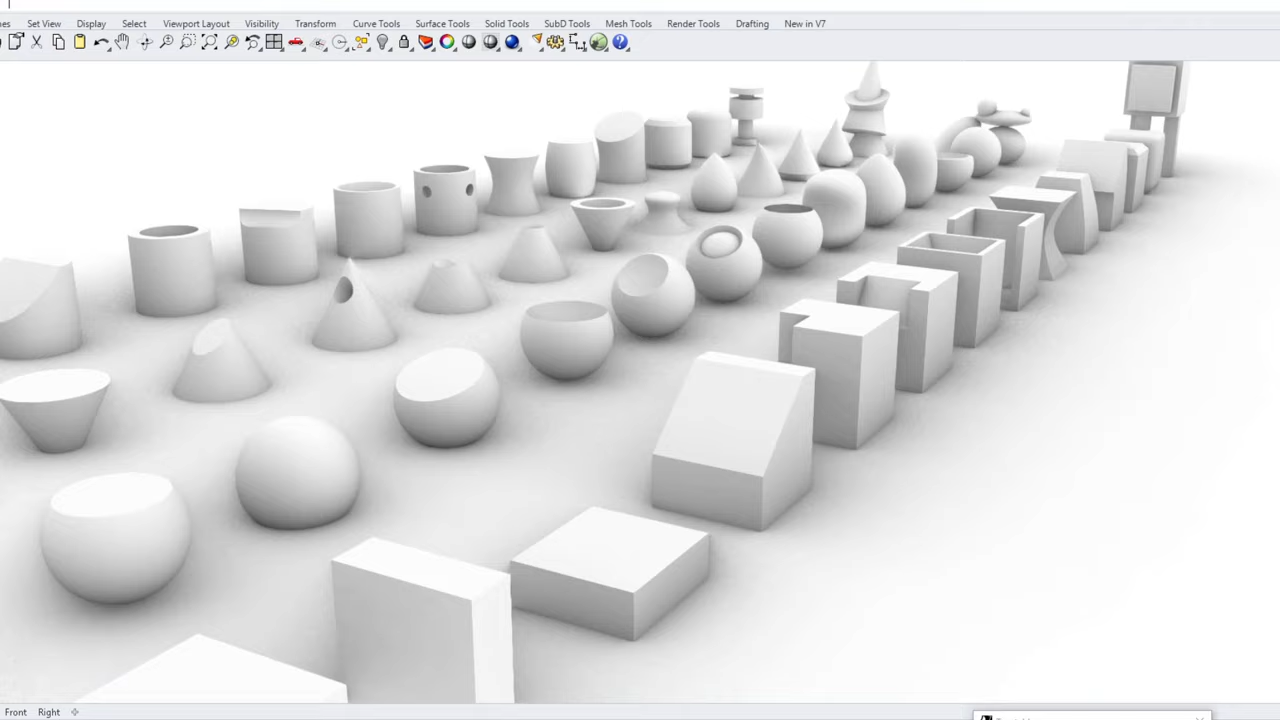 Set View Display Select Viewport Layout Visibility Transform Curve Tools Surface Tools Solid Tools SubD Tools Mesh Tools Render Tools Drafting New in V7
Front Right